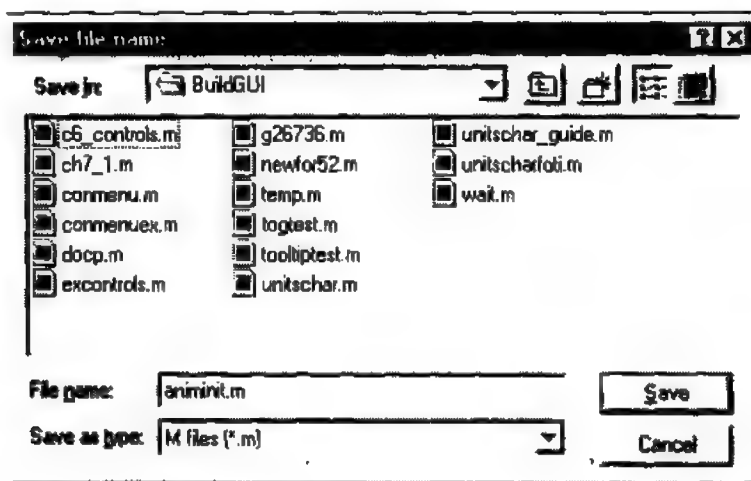 Save file name
Save in: BuildGUI
c6_controls.m g26736.m unitschar_guide.m
ch7_1.m newfor52.m unitscharfoti.m
conmenu.m temp.m wait.m
conmenuex.m togtest.m
docp.m tooltiptest.m
excontrols.m unitschar.m
File name: animinit.m Save
Save as type: M files (*.m) Cancel